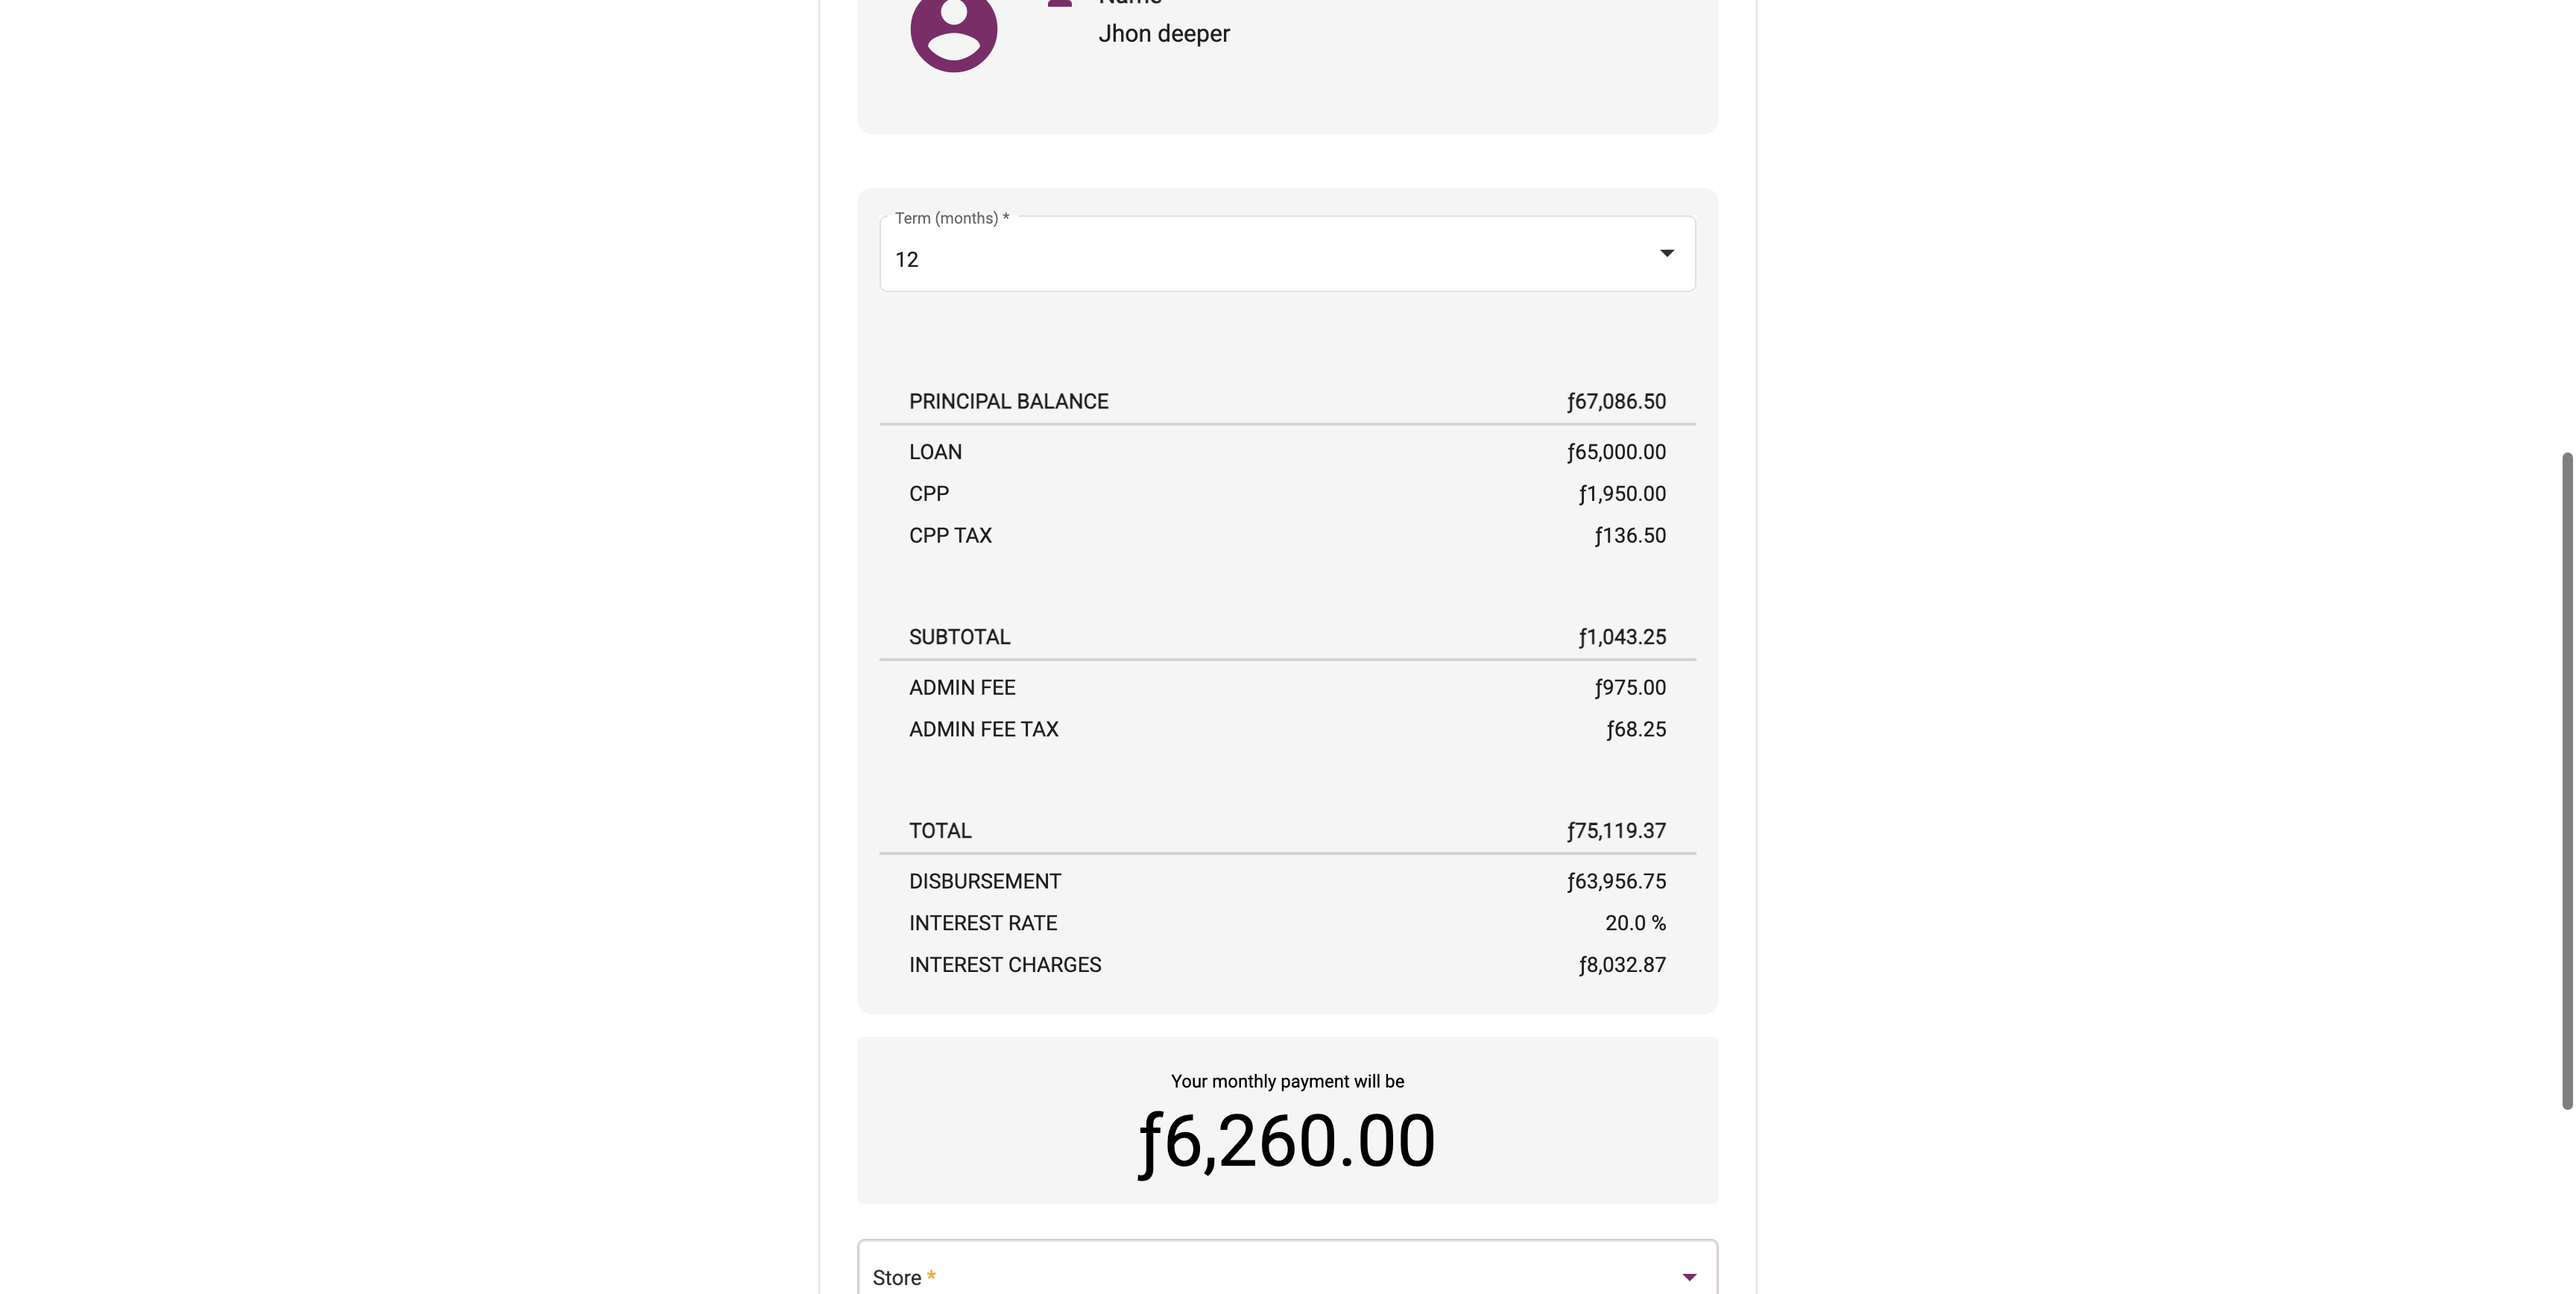 Name
Jhon deeper
Term (months) *
12
PRINCIPAL BALANCE ƒ67,086.50
LOAN ƒ65,000.00
CPP ƒ1,950.00
CPP TAX ƒ136.50
SUBTOTAL ƒ1,043.25
ADMIN FEE ƒ975.00
ADMIN FEE TAX ƒ68.25
TOTAL ƒ75,119.37
DISBURSEMENT ƒ63,956.75
INTEREST RATE 20.0 %
INTEREST CHARGES ƒ8,032.87
Your monthly payment will be
ƒ6,260.00
Store *